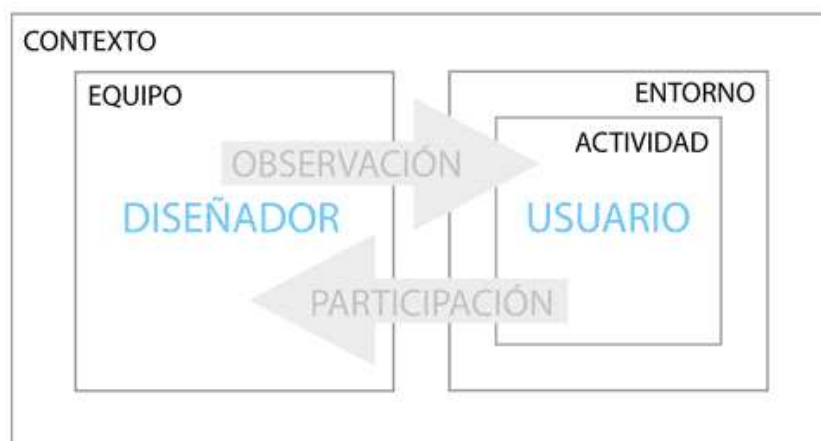 CONTEXTO
EQUIPO
ENTORNO
ACTIVIDAD
OBSERVACIÓN
DISEÑADOR
USUARIO
PARTICIPACIÓN